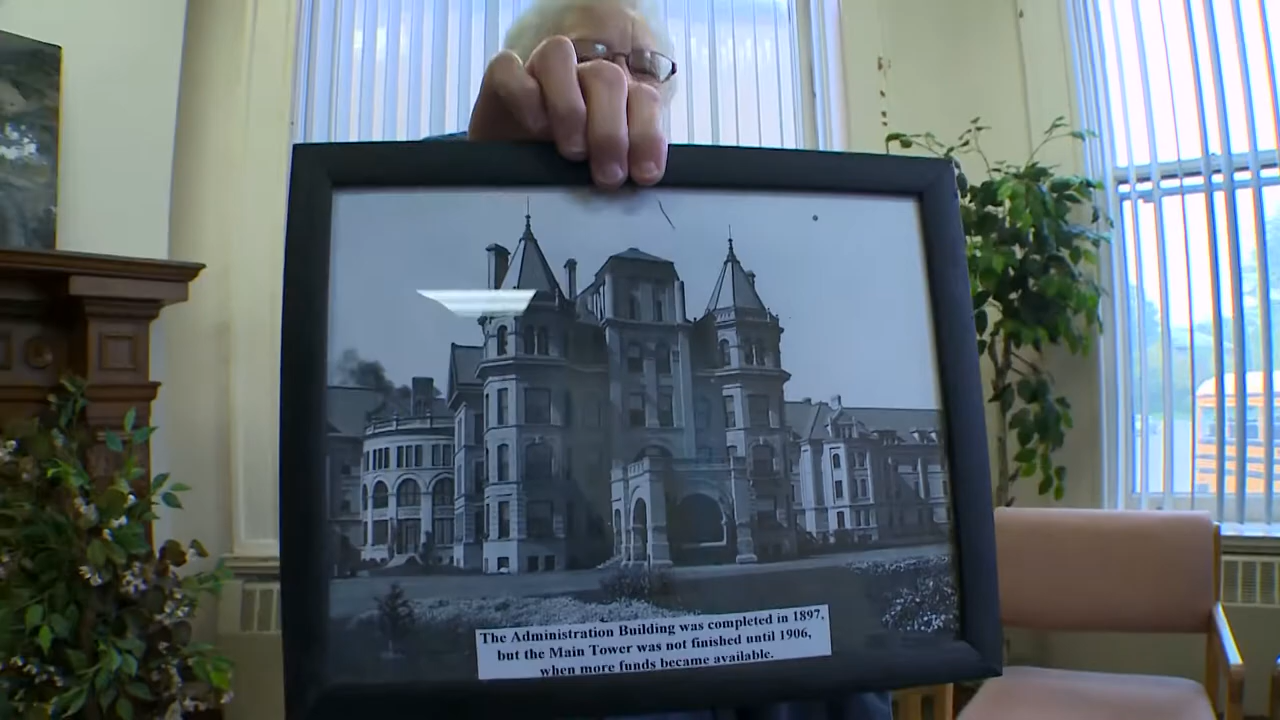 The Administration Building was completed in 1897,
but the Main Tower was not finished until 1906,
when more funds became available.